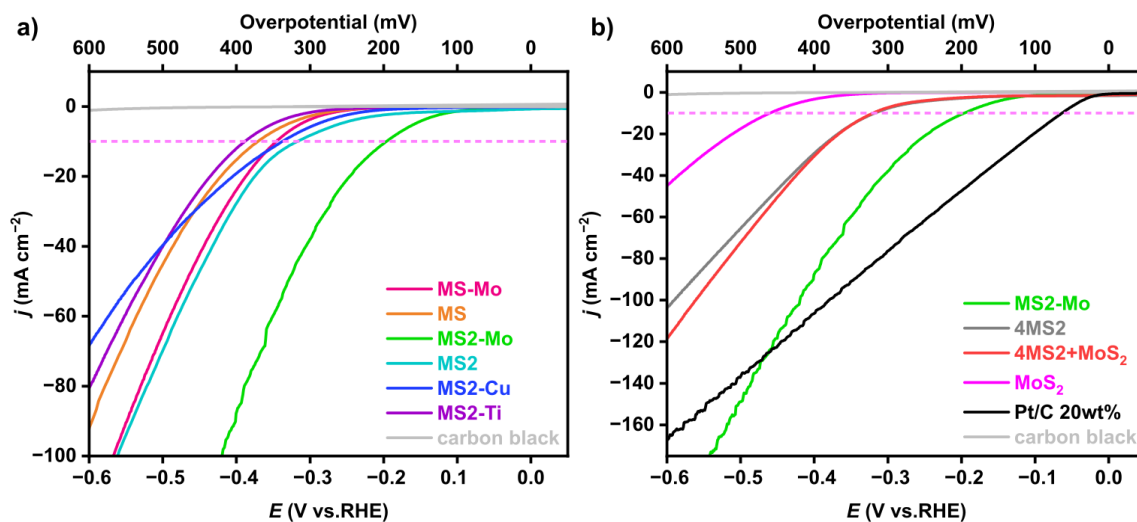 a)
Overpotential (mV)
600 500 400 300 200 100 0
0
−20
−40
−60
−80
−100
j (mA cm⁻²)
MS-Mo
MS
MS2-Mo
MS2
MS2-Cu
MS2-Ti
carbon black
−0.6 −0.5 −0.4 −0.3 −0.2 0.1 0.0
E (V vs.RHE)
b)
Overpotential (mV)
600 500 400 300 200 100 0
0
−20
−40
−60
−80
−100
−120
−140
−160
j (mA cm⁻²)
MS2-Mo
4MS2
4MS2+MoS₂
MoS₂
Pt/C 20wt%
carbon black
−0.6 −0.5 −0.4 −0.3 −0.2 0.1 0.0
E (V vs.RHE)